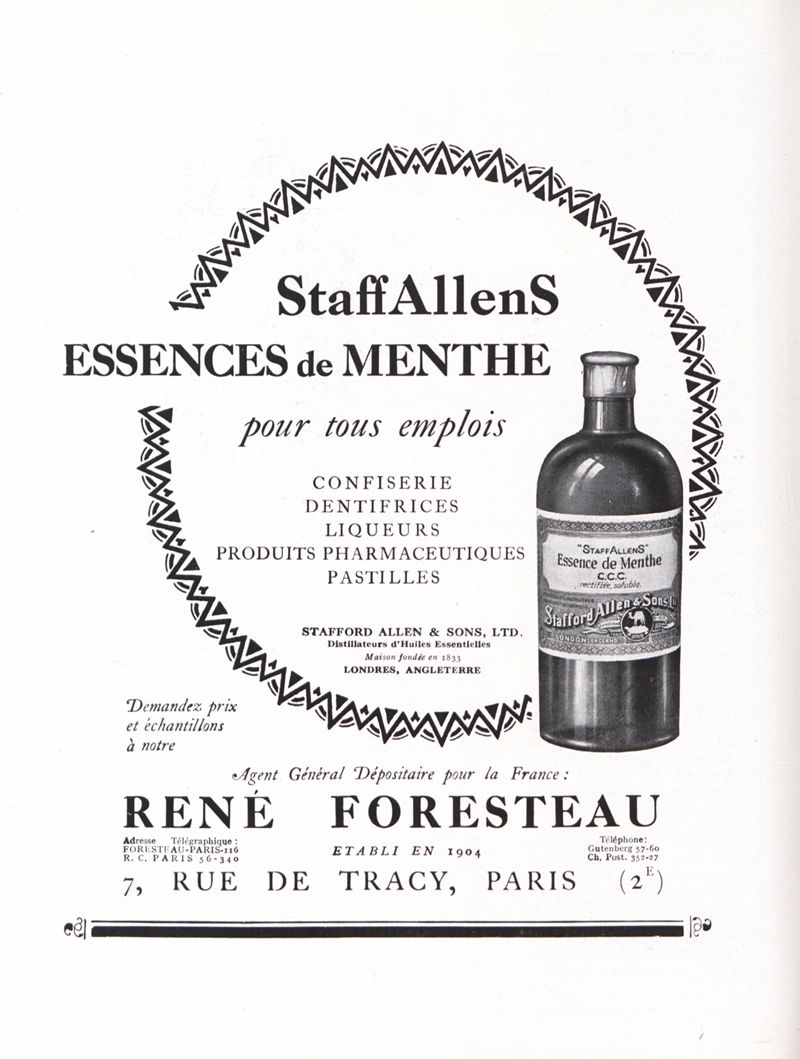 StaffAllenS
ESSENCES de MENTHE
pour tous emplois
CONFISERIE
DENTIFRICES
LIQUEURS
PRODUITS PHARMACEUTIQUES
PASTILLES
"STAFFALLENS"
Essence de Menthe
C.C.C.
rectifiée, soluble.
Stafford Allen & Sons Ld
LONDON, ENGLAND
STAFFORD ALLEN & SONS, LTD.
Distillateurs d'Huiles Essentielles
Maison fondée en 1833
LONDRES, ANGLETERRE
Demandez prix
et échantillons
à notre
Agent Général Dépositaire pour la France :
RENÉ FORESTEAU
Adresse Télégraphique :
FORESTEAU-PARIS-116
R. C. PARIS 56-340
ETABLI EN 1904
Téléphone:
Gutenberg 57-60
Ch. Post. 352-27
7, RUE DE TRACY, PARIS (2E)